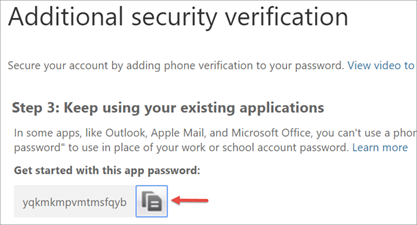 Additional security verification
Secure your account by adding phone verification to your password. View video to
Step 3: Keep using your existing applications
In some apps, like Outlook, Apple Mail, and Microsoft Office, you can't use a phon
password" to use in place of your work or school account password. Learn more
Get started with this app password:
yqkmkmpvmtmsfqyb